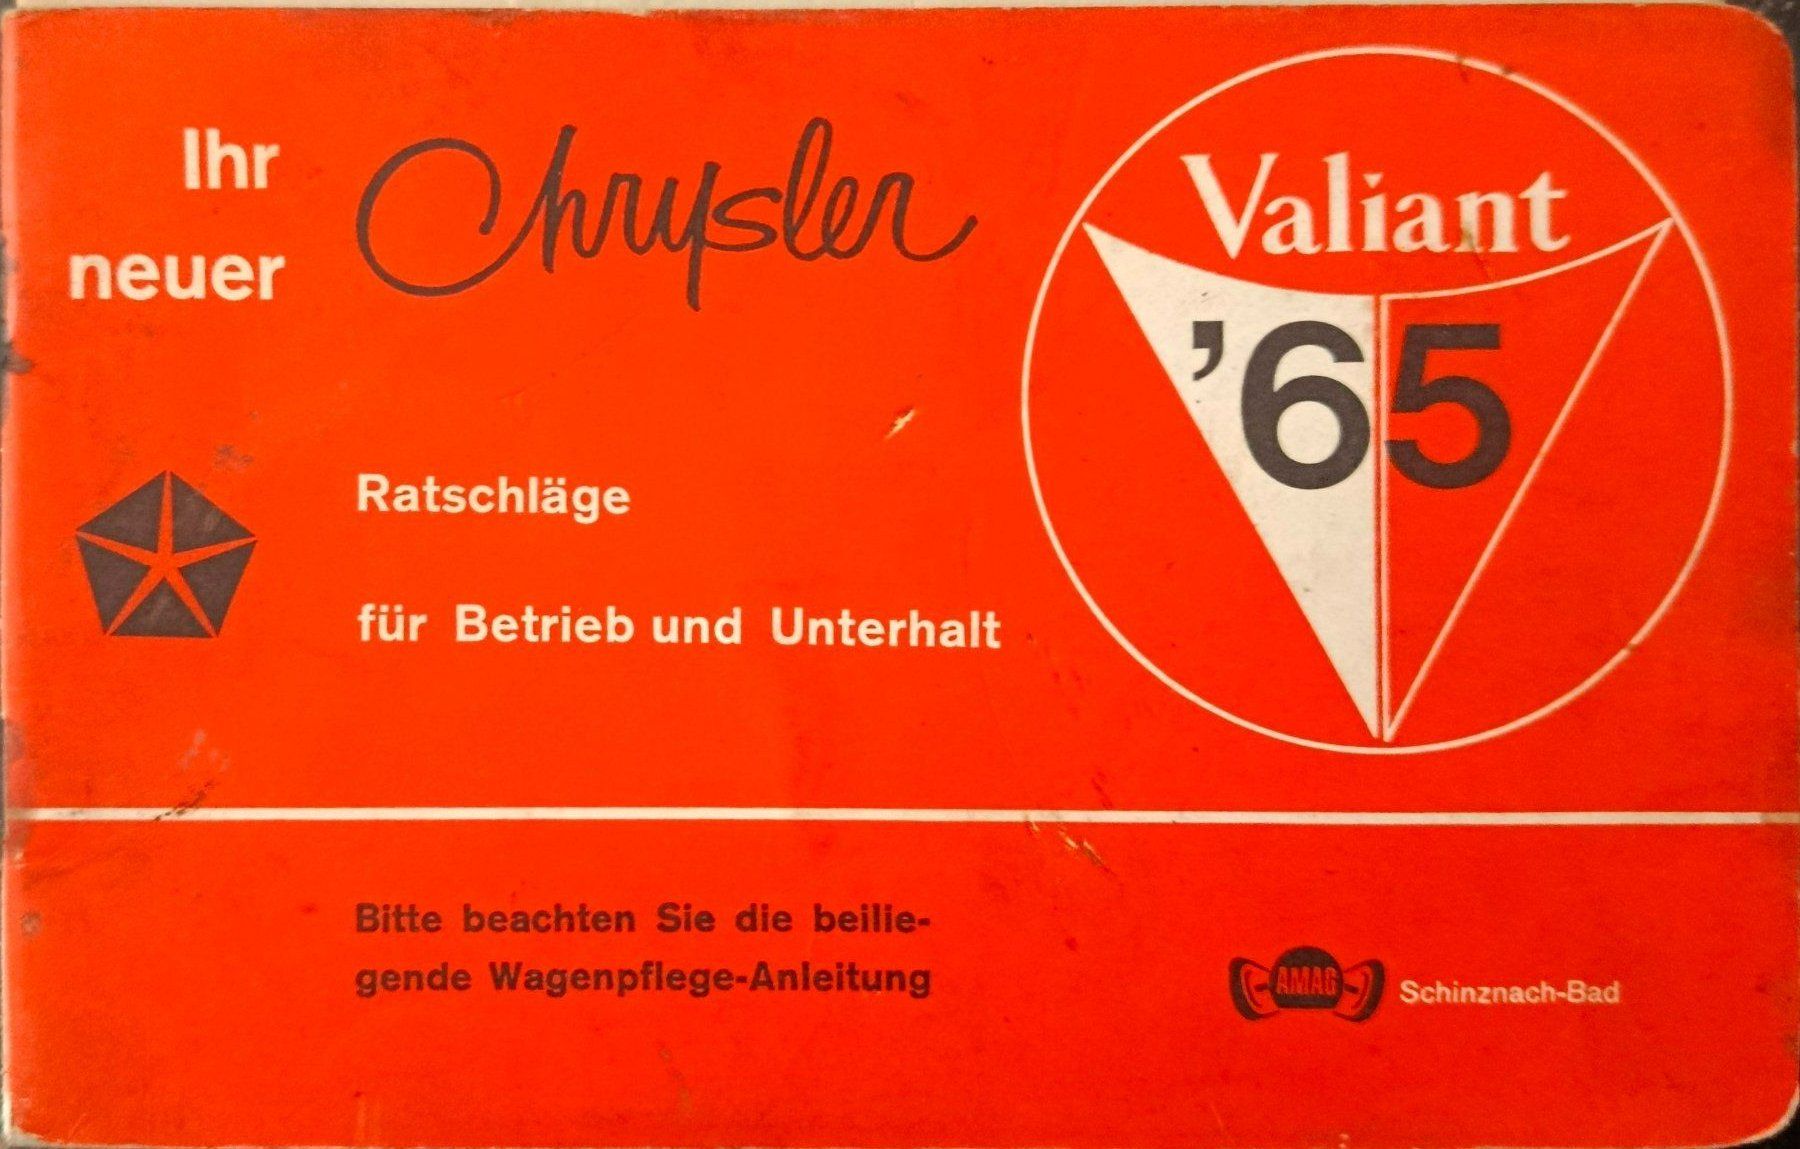 Ihr
neuer
Chrysler
Valiant
'65
Ratschläge
für Betrieb und Unterhalt
Bitte beachten Sie die beilie-
gende Wagenpflege-Anleitung
AMAG Schinznach-Bad